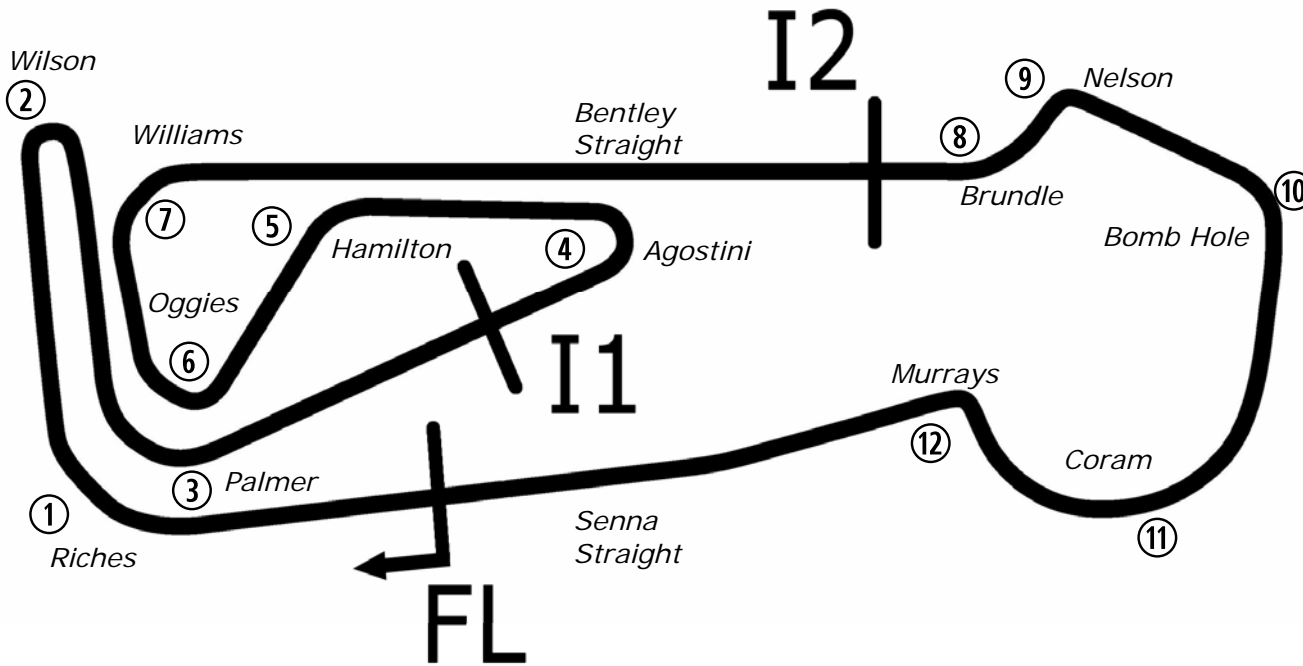 I2
Wilson
2
9
Nelson
Williams
Bentley
Straight
8
Brundle
10
7
5
Hamilton
4
Agostini
Bomb Hole
Oggies
6
I1
Murrays
12
Coram
3
Palmer
1
Riches
Senna
Straight
11
FL